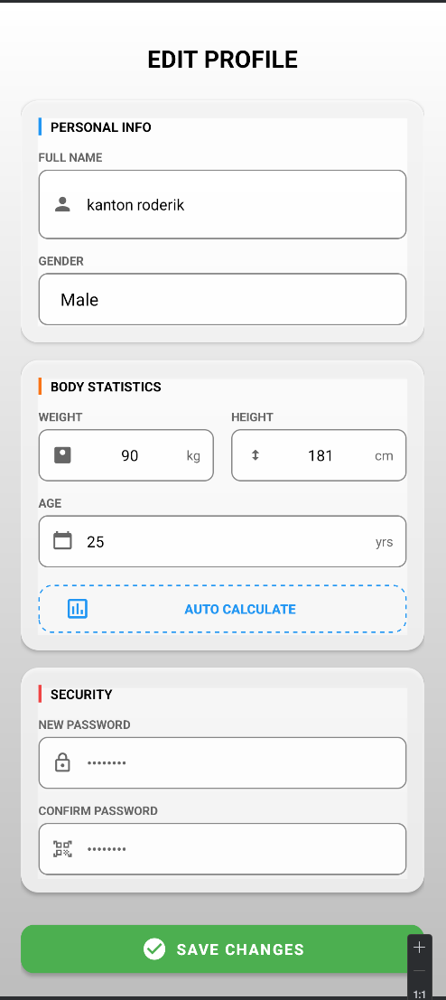 EDIT PROFILE
PERSONAL INFO
FULL NAME
kanton roderik
GENDER
Male
BODY STATISTICS
WEIGHT HEIGHT
90 kg 181 cm
AGE
25 yrs
AUTO CALCULATE
SECURITY
NEW PASSWORD
••••••••
CONFIRM PASSWORD
••••••••
SAVE CHANGES
1:1